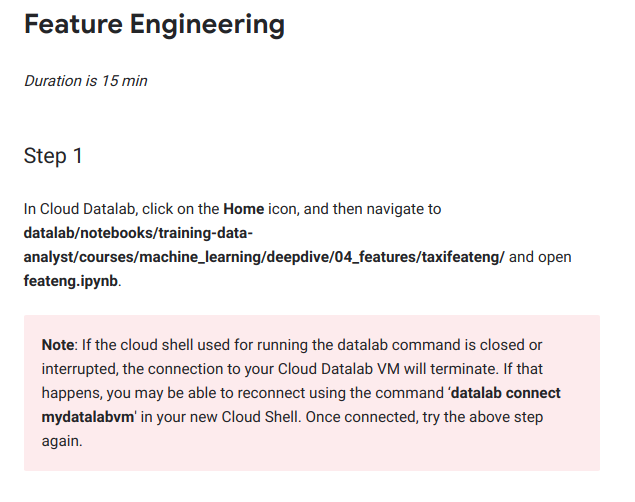 Feature Engineering
Duration is 15 min
Step 1
In Cloud Datalab, click on the Home icon, and then navigate to
datalab/notebooks/training-data-
analyst/courses/machine_learning/deepdive/04_features/taxifeateng/ and open
feateng.ipynb.
Note: If the cloud shell used for running the datalab command is closed or
interrupted, the connection to your Cloud Datalab VM will terminate. If that
happens, you may be able to reconnect using the command ‘datalab connect
mydatalabvm' in your new Cloud Shell. Once connected, try the above step
again.